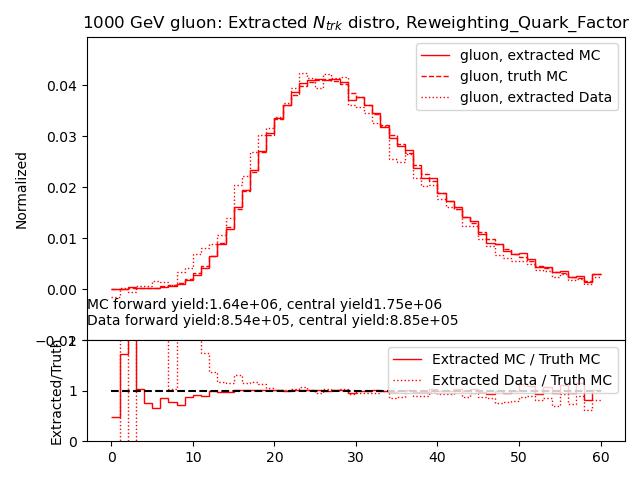 1000 GeV gluon: Extracted N_trk distro, Reweighting_Quark_Factor
gluon, extracted MC
gluon, truth MC
gluon, extracted Data
Normalized
0.04
0.03
0.02
0.01
0.00
−0.01
MC forward yield:1.64e+06, central yield1.75e+06
Data forward yield:8.54e+05, central yield:8.85e+05
Extracted/Truth
2
1
0
Extracted MC / Truth MC
Extracted Data / Truth MC
0 10 20 30 40 50 60